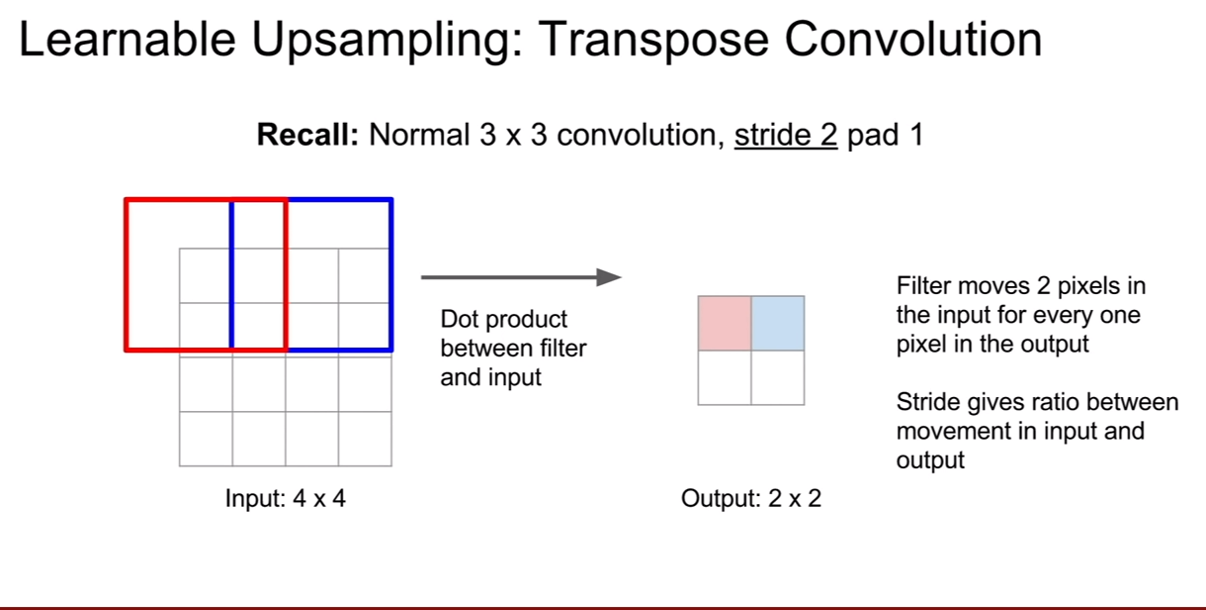 Learnable Upsampling: Transpose Convolution
Recall: Normal 3 x 3 convolution, stride 2 pad 1
Dot product
between filter
and input
Filter moves 2 pixels in
the input for every one
pixel in the output
Stride gives ratio between
movement in input and
output
Input: 4 x 4
Output: 2 x 2